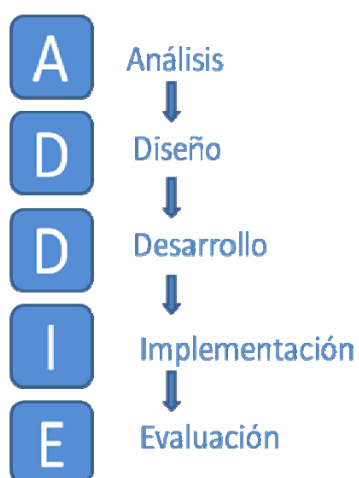 A Análisis
D Diseño
D Desarrollo
I Implementación
E Evaluación